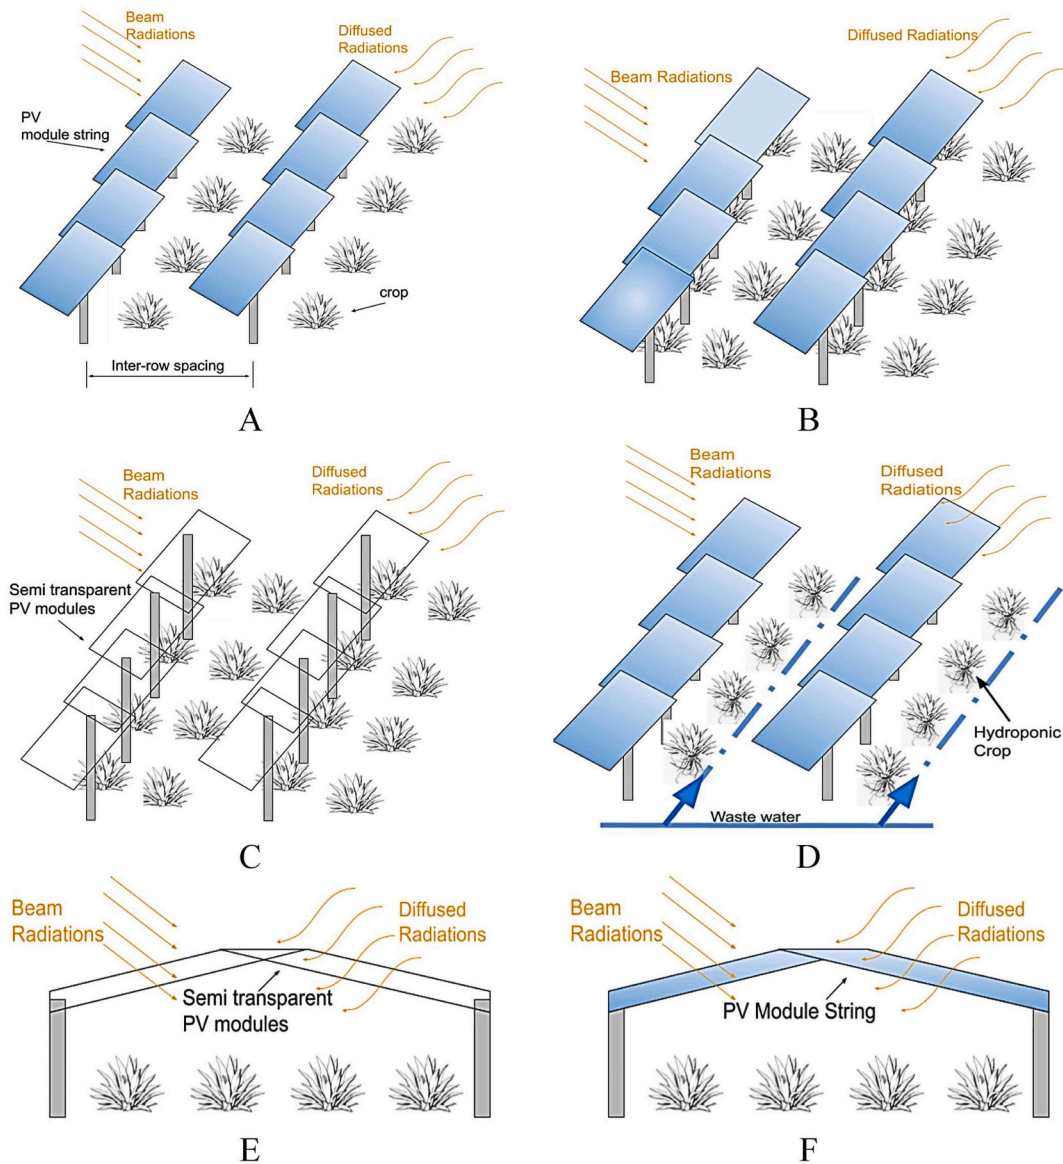 Beam
Radiations
Diffused
Radiations
PV
module string
crop
Inter-row spacing
A
Diffused Radiations
Beam Radiations
B
Beam
Radiations
Diffused
Radiations
Semi transparent
PV modules
C
Beam
Radiations
Diffused
Radiations
Hydroponic
Crop
Waste water
D
Beam
Radiations
Diffused
Radiations
Semi transparent
PV modules
E
Beam
Radiations
Diffused
Radiations
PV Module String
F